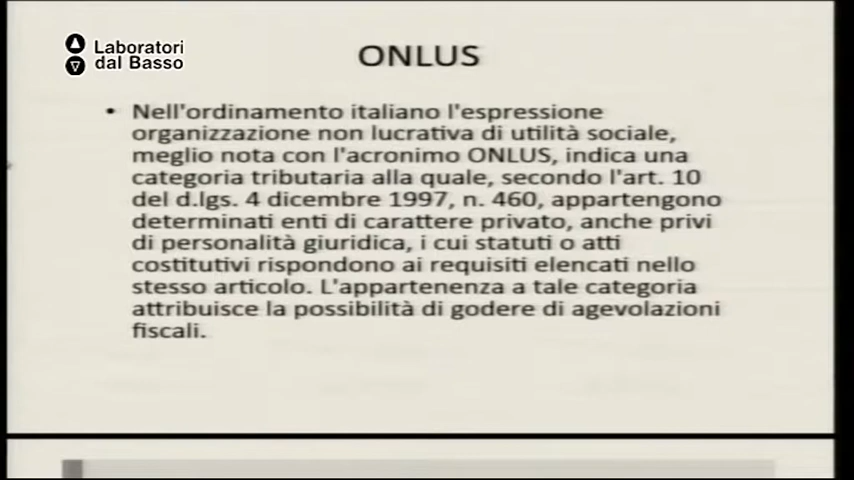 Laboratori
dal Basso
ONLUS
• Nell'ordinamento italiano l'espressione
organizzazione non lucrativa di utilità sociale,
meglio nota con l'acronimo ONLUS, indica una
categoria tributaria alla quale, secondo l'art. 10
del d.lgs. 4 dicembre 1997, n. 460, appartengono
determinati enti di carattere privato, anche privi
di personalità giuridica, i cui statuti o atti
costitutivi rispondono ai requisiti elencati nello
stesso articolo. L'appartenenza a tale categoria
attribuisce la possibilità di godere di agevolazioni
fiscali.